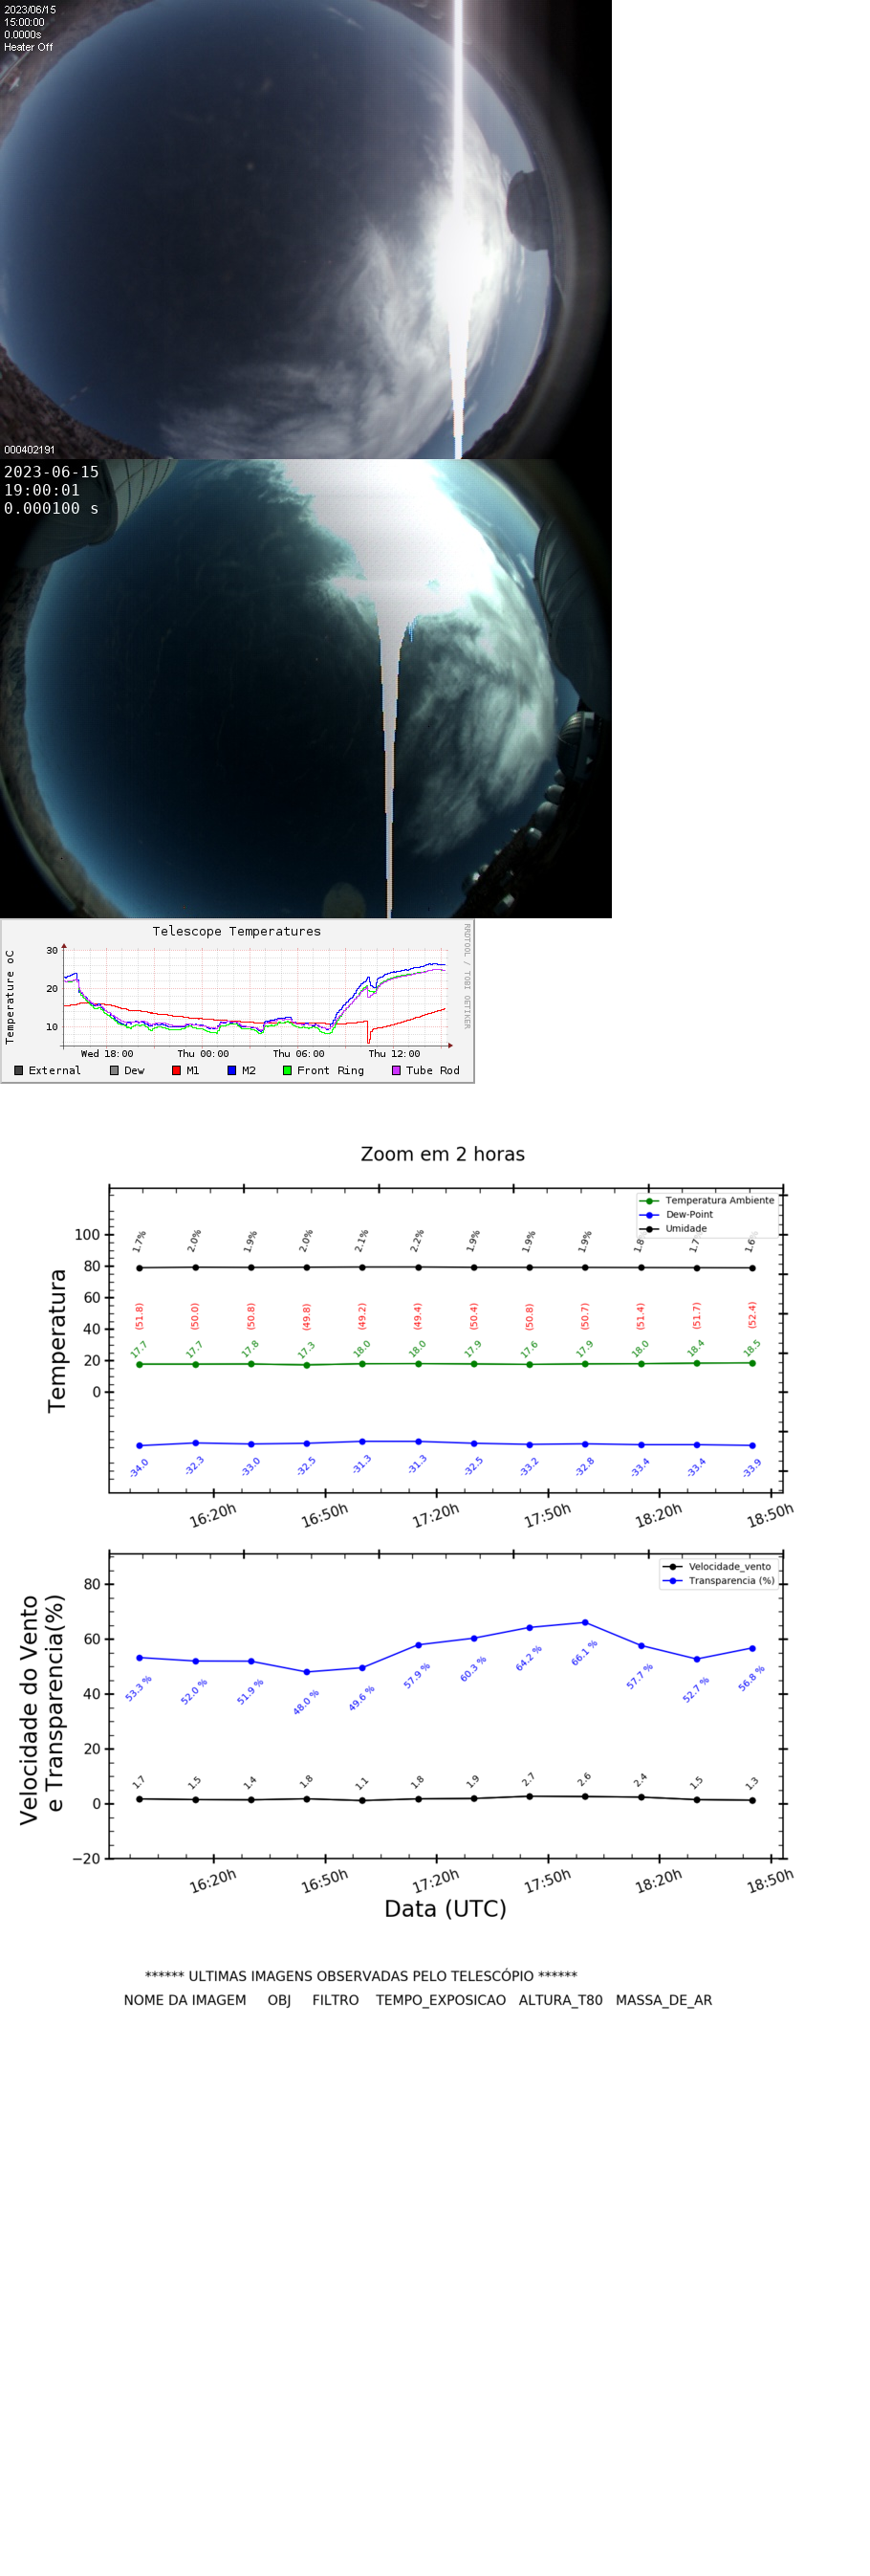 2023/06/15
15:00:00
0.0000s
Heater Off
000402191
2023-06-15
19:00:01
0.000100 s
Telescope Temperatures
RRDTOOL / TOBI OETIKER
Temperature oC
30
20
10
Wed 18:00 Thu 00:00 Thu 06:00 Thu 12:00
External Dew M1 M2 Front Ring Tube Rod
Zoom em 2 horas
Temperatura
Temperatura Ambiente
Dew-Point
Umidade
100
80
60
40
20
0
1.7% 2.0% 1.9% 2.0% 2.1% 2.2% 1.9% 1.9% 1.9% 1.8 1.7 1.6
(51.8) (50.0) (50.8) (49.8) (49.2) (49.4) (50.4) (50.8) (50.7) (51.4) (51.7) (52.4)
17.7 17.7 17.8 17.3 18.0 18.0 17.9 17.6 17.9 18.0 18.4 18.5
-34.0 -32.3 -33.0 -32.5 -31.3 -31.3 -32.5 -33.2 -32.8 -33.4 -33.4 -33.9
16:20h 16:50h 17:20h 17:50h 18:20h 18:50h
Velocidade do Vento
e Transparencia(%)
Velocidade_vento
Transparencia (%)
80
60
40
20
0
−20
53.3 % 52.0 % 51.9 % 48.0 % 49.6 % 57.9 % 60.3 % 64.2 % 66.1 % 57.7 % 52.7 % 56.8 %
1.7 1.5 1.4 1.8 1.1 1.8 1.9 2.7 2.6 2.4 1.5 1.3
16:20h 16:50h 17:20h 17:50h 18:20h 18:50h
Data (UTC)
****** ULTIMAS IMAGENS OBSERVADAS PELO TELESCÓPIO ******
NOME DA IMAGEM OBJ FILTRO TEMPO_EXPOSICAO ALTURA_T80 MASSA_DE_AR